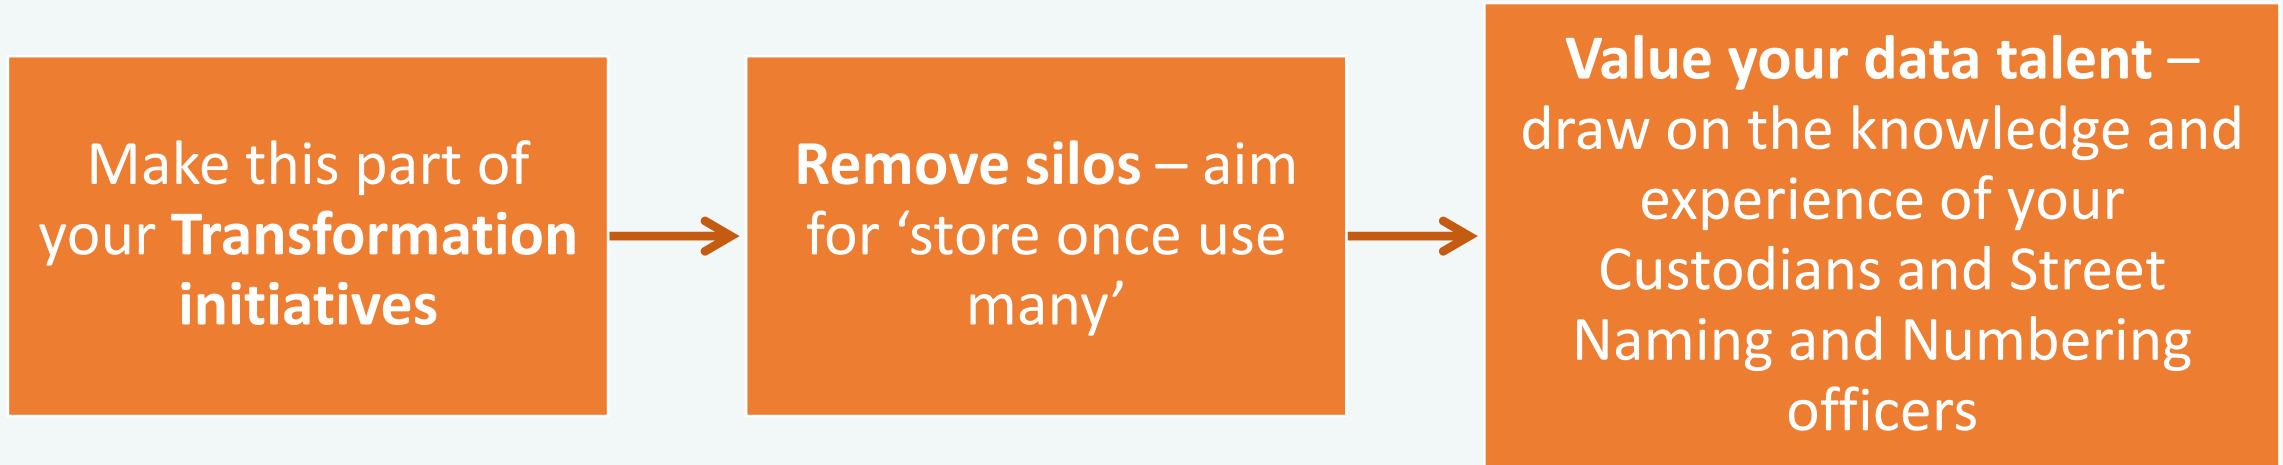 Make this part of
your Transformation
initiatives
Remove silos – aim
for ‘store once use
many’
Value your data talent –
draw on the knowledge and
experience of your
Custodians and Street
Naming and Numbering
officers